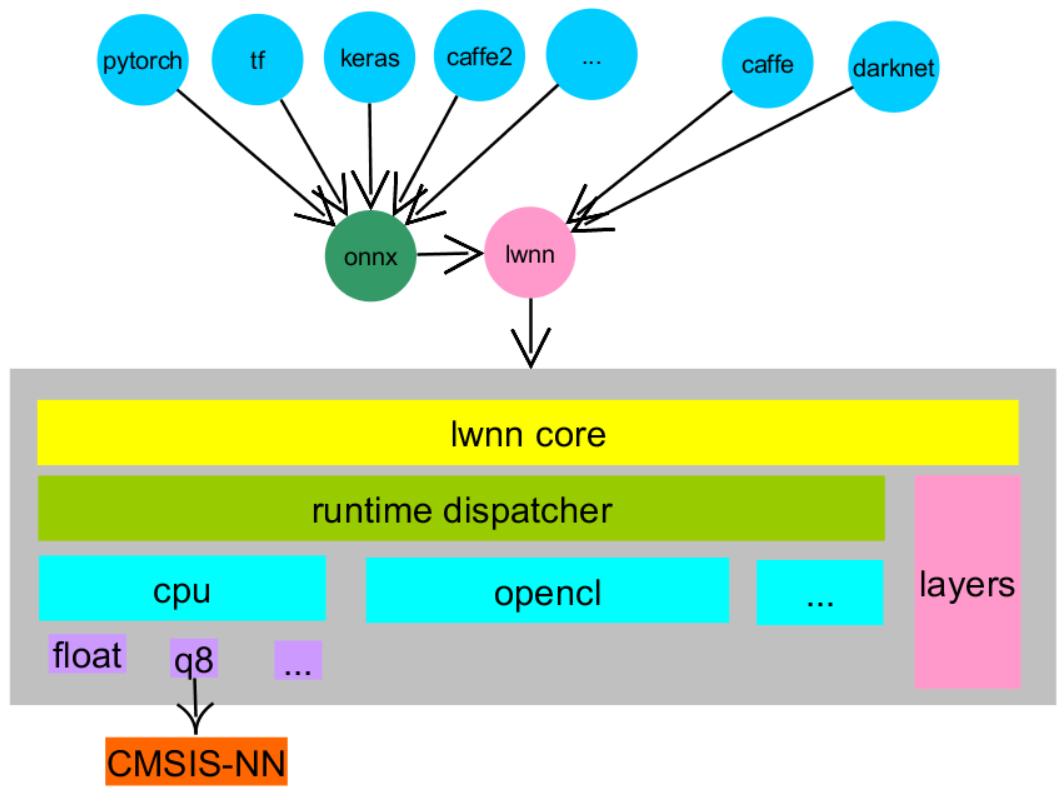 pytorch
tf
keras
caffe2
...
caffe
darknet
onnx
lwnn
lwnn core
runtime dispatcher
layers
cpu
opencl
...
float
q8
...
CMSIS-NN